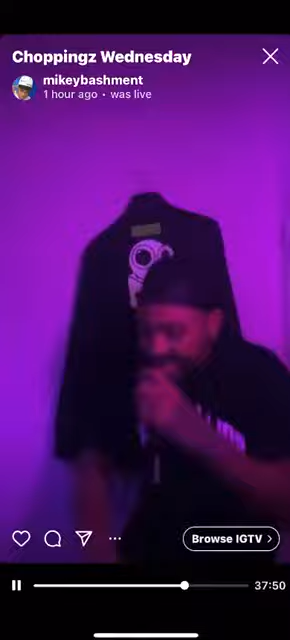 Choppingz Wednesday
mikeybashment
1 hour ago • was live
Browse IGTV >
37:50